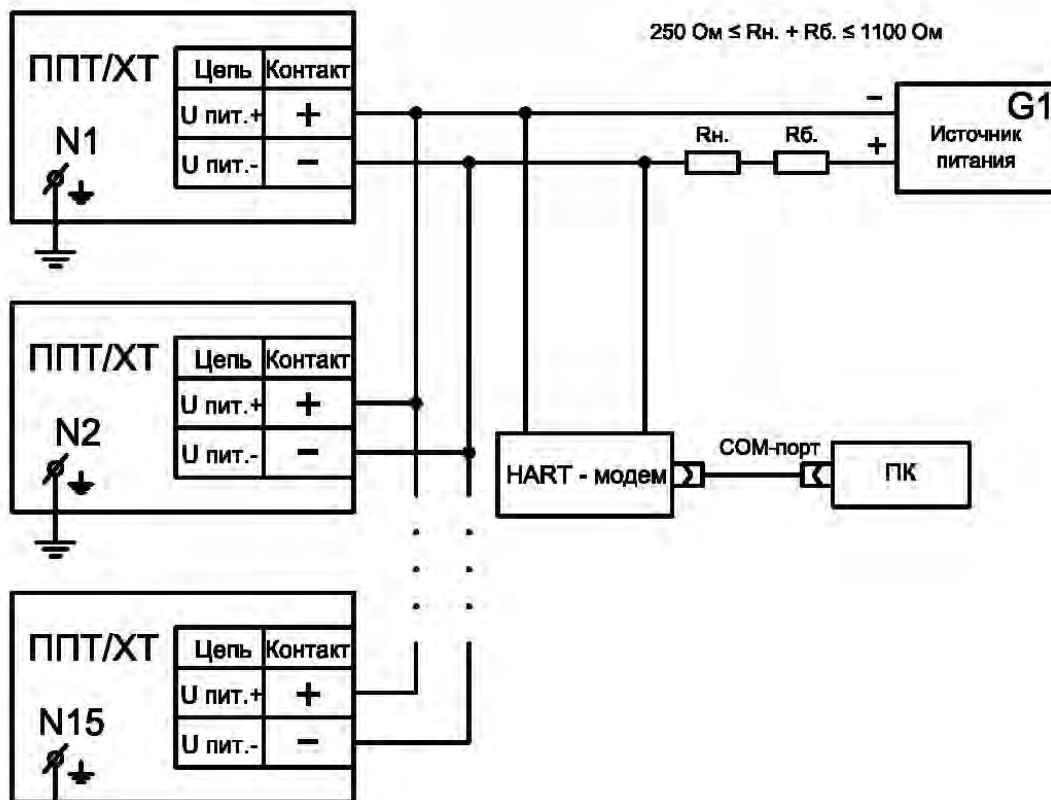 250 Ом ≤ Rн. + Rб. ≤ 1100 Ом
ППТ/ХТ
N1
Цепь Контакт
U пит.+ +
U пит.- −
−
+
Rн. Rб.
G1
Источник
питания
ППТ/ХТ
N2
Цепь Контакт
U пит.+ +
U пит.- −
HART - модем
COM-порт
ПК
ППТ/ХТ
N15
Цепь Контакт
U пит.+ +
U пит.- −